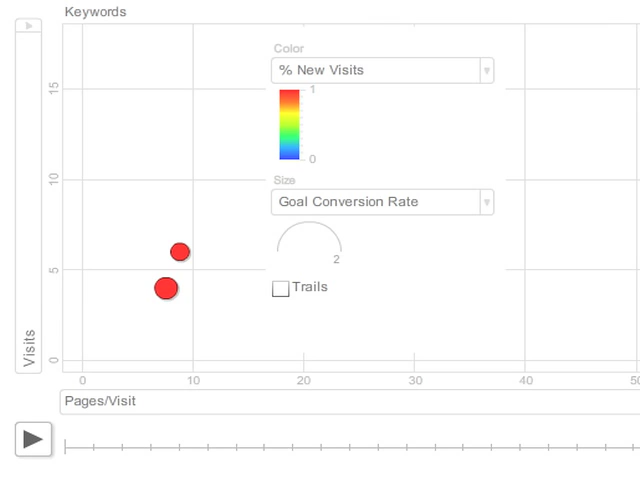 Keywords
Color
% New Visits
1
0
Size
Goal Conversion Rate
2
Trails
15
10
5
0
Visits
0 10 20 30 40 50
Pages/Visit